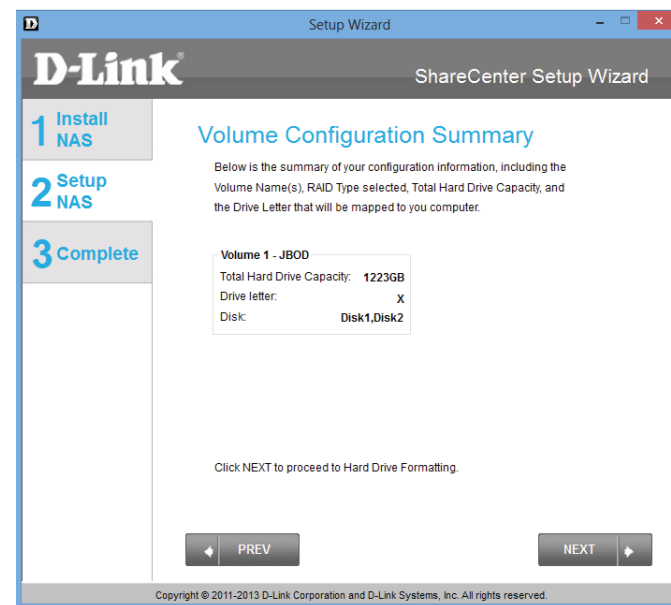 Setup Wizard
D-Link
ShareCenter Setup Wizard
1 Install
NAS
2 Setup
NAS
3 Complete
Volume Configuration Summary
Below is the summary of your configuration information, including the
Volume Name(s), RAID Type selected, Total Hard Drive Capacity, and
the Drive Letter that will be mapped to you computer.
Volume 1 - JBOD
Total Hard Drive Capacity: 1223GB
Drive letter: X
Disk: Disk1,Disk2
Click NEXT to proceed to Hard Drive Formatting.
PREV
NEXT
Copyright © 2011-2013 D-Link Corporation and D-Link Systems, Inc. All rights reserved.